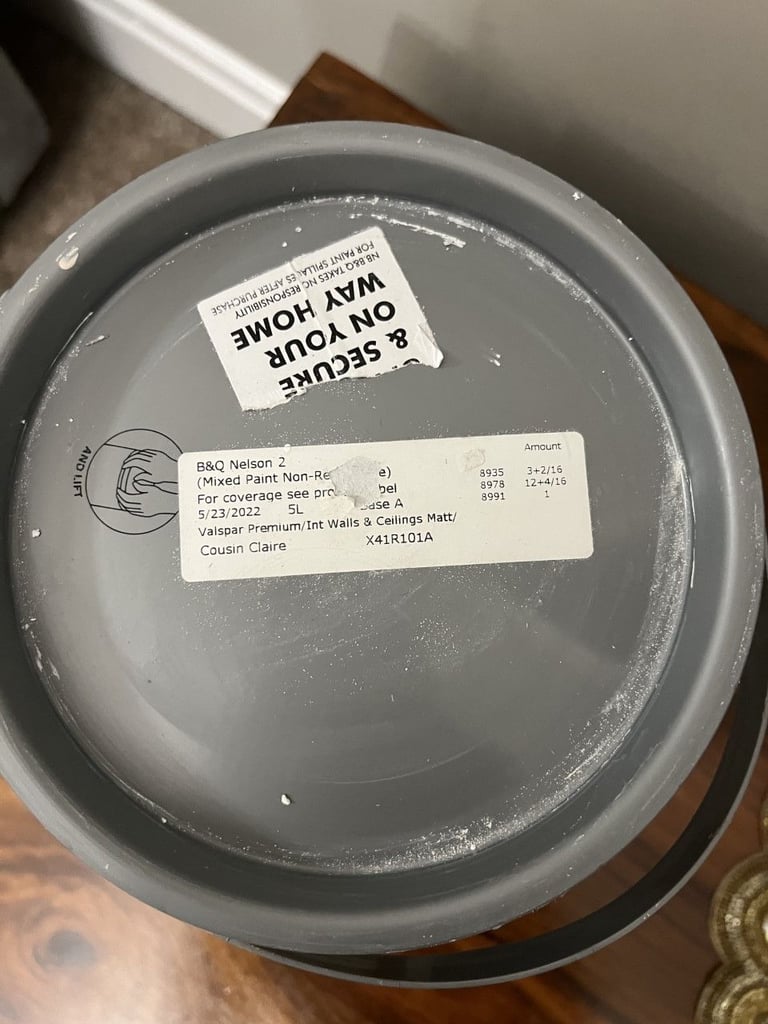 NB.B&Q TAKES NO RESPONSIBILITY
FOR PAINT SPILLAGES AFTER PURCHASE
WAY HOME
ON YOUR
& SECURE
AND LIFT
B&Q Nelson 2
(Mixed Paint Non-Re e)
For coverage see pro bel
5/23/2022 5L ase A
Valspar Premium/Int Walls & Ceilings Matt/
Cousin Claire X41R101A
Amount
8935 3+2/16
8978 12+4/16
8991 1